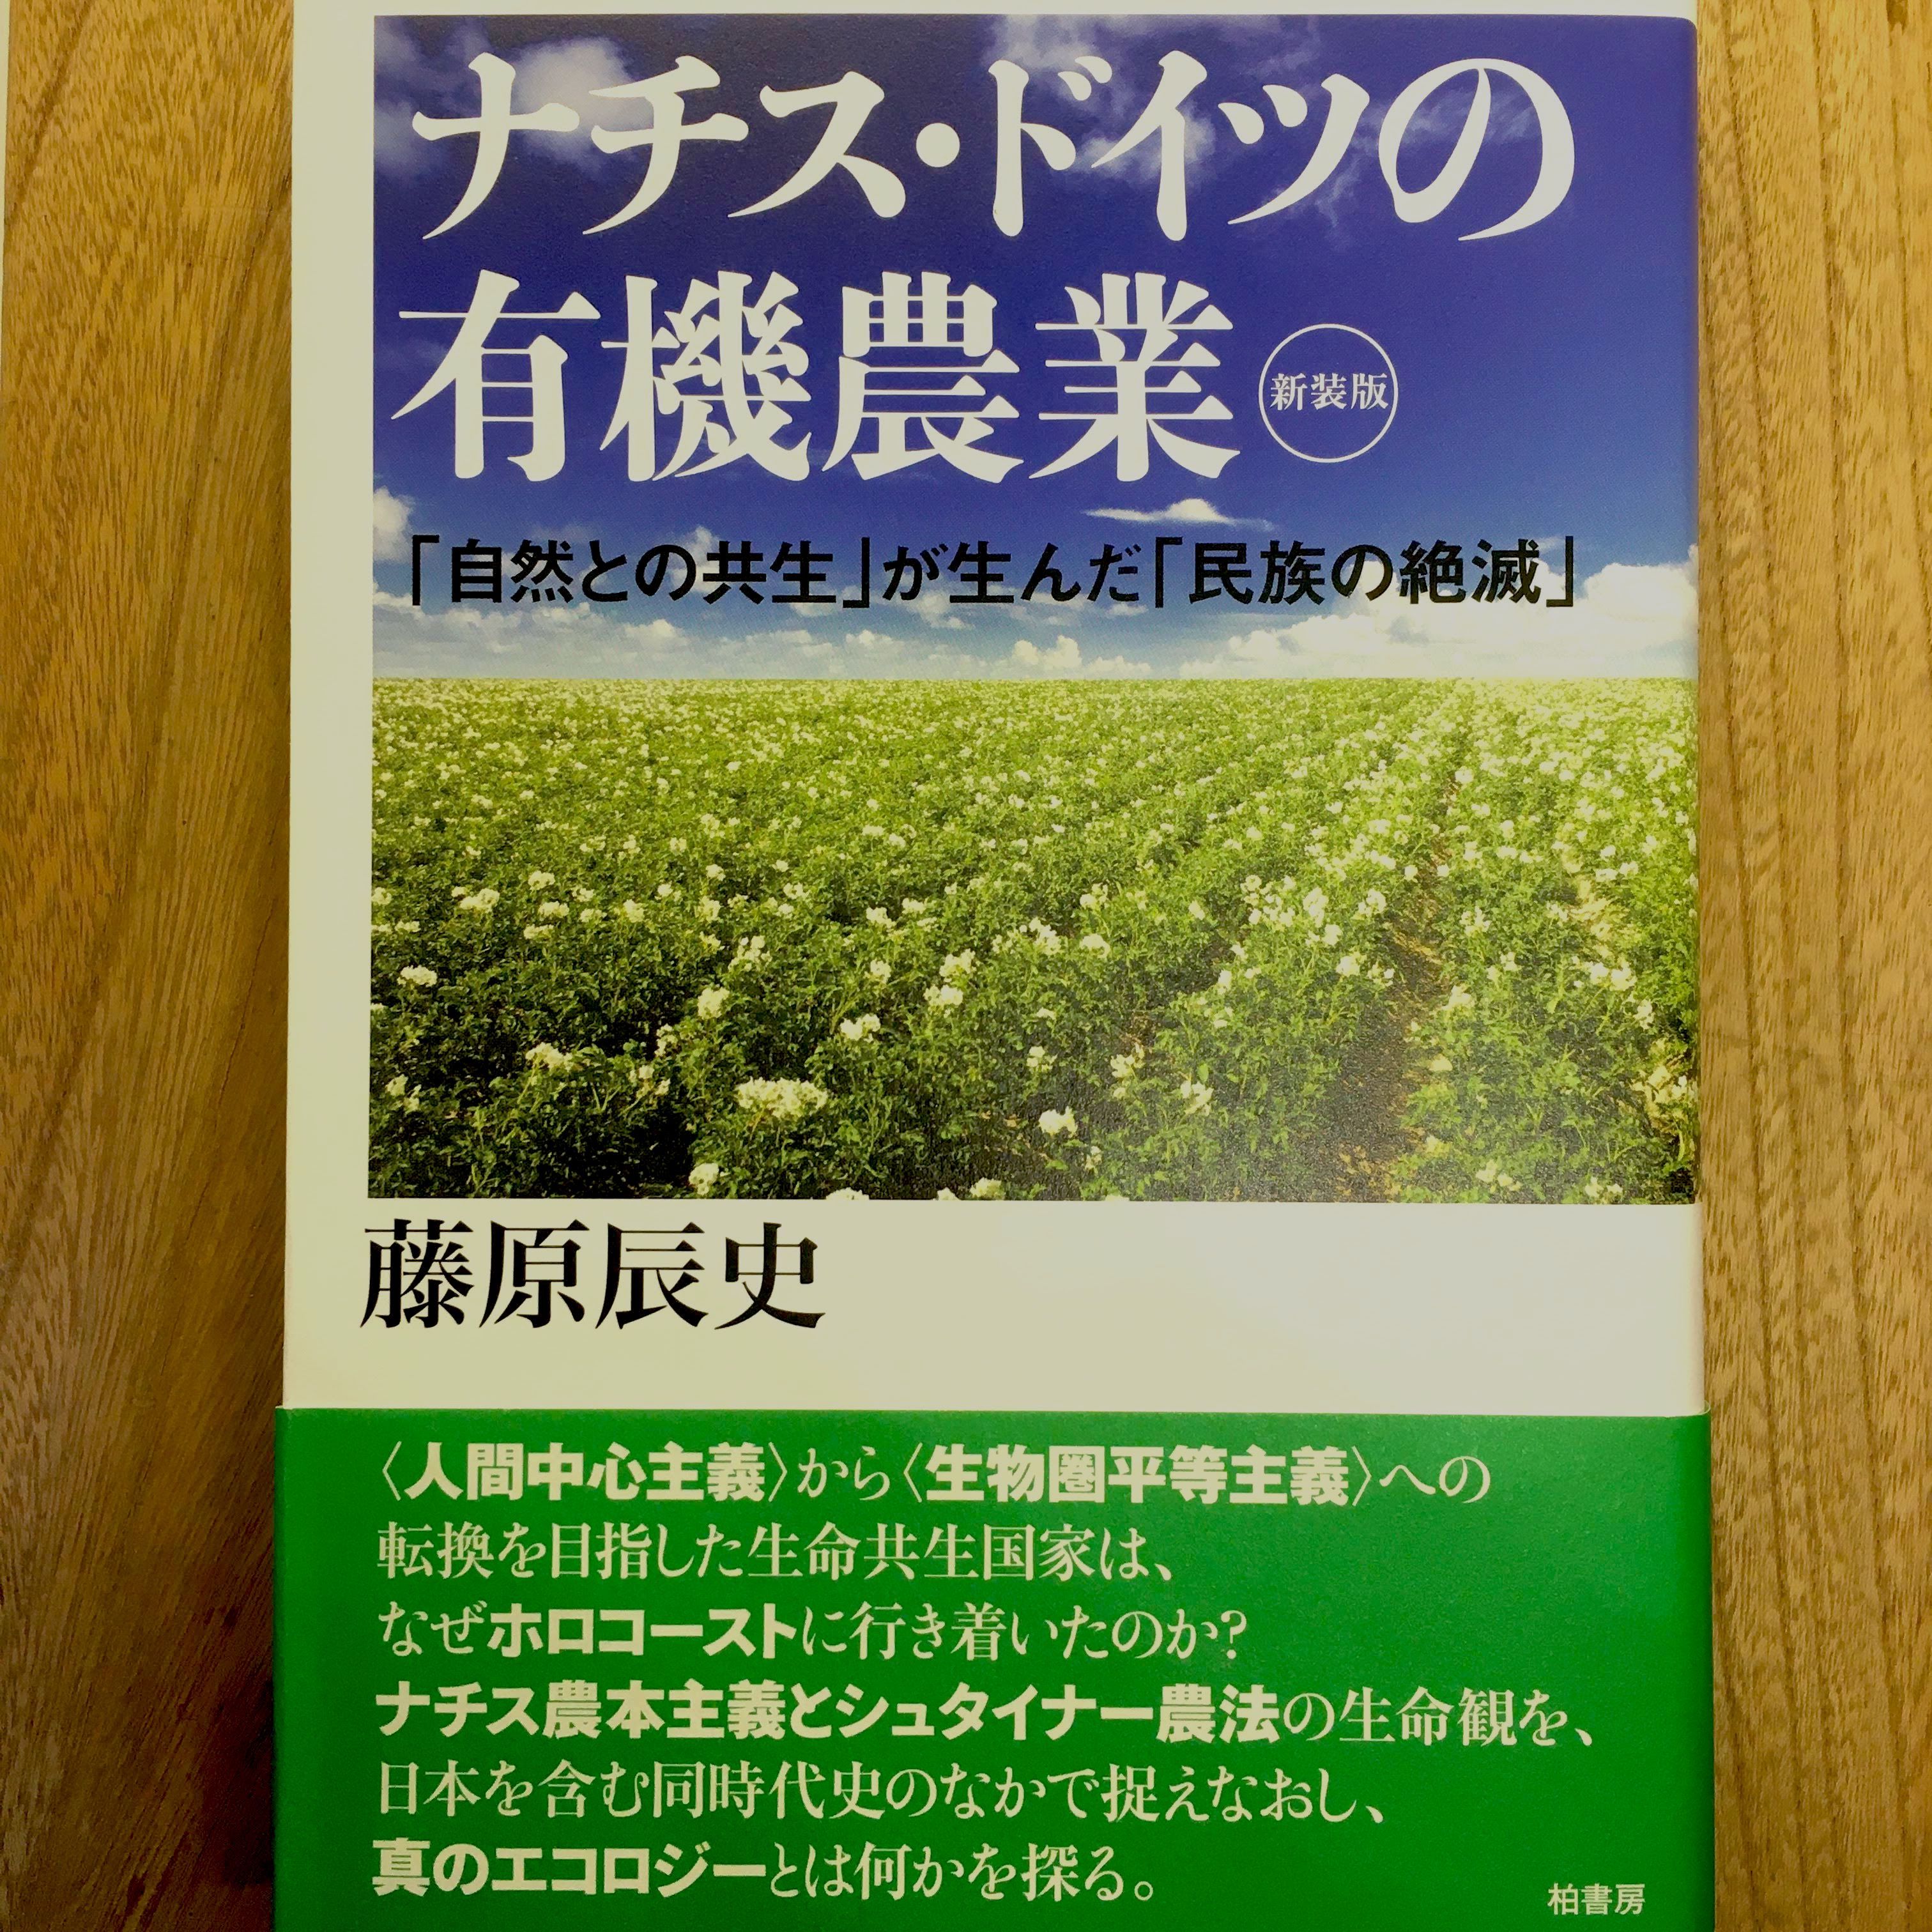 ナチス・ドイツの
有機農業 新装版
「自然との共生」が生んだ「民族の絶滅」
藤原辰史
〈人間中心主義〉から〈生物圏平等主義〉への
転換を目指した生命共生国家は、
なぜホロコーストに行き着いたのか?
ナチス農本主義とシュタイナー農法の生命観を、
日本を含む同時代史のなかで捉えなおし、
真のエコロジーとは何かを探る。
柏書房